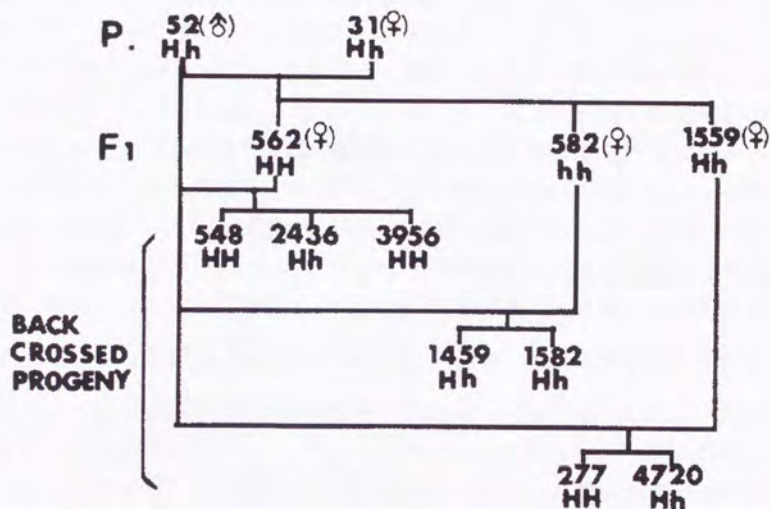 P. 52(♂) 31(♀)
Hh Hh
F1 562(♀) 582(♀) 1559(♀)
HH hh Hh
548 2436 3956
HH Hh HH
BACK
CROSSED
PROGENY
1459 1582
Hh Hh
277 4720
HH Hh